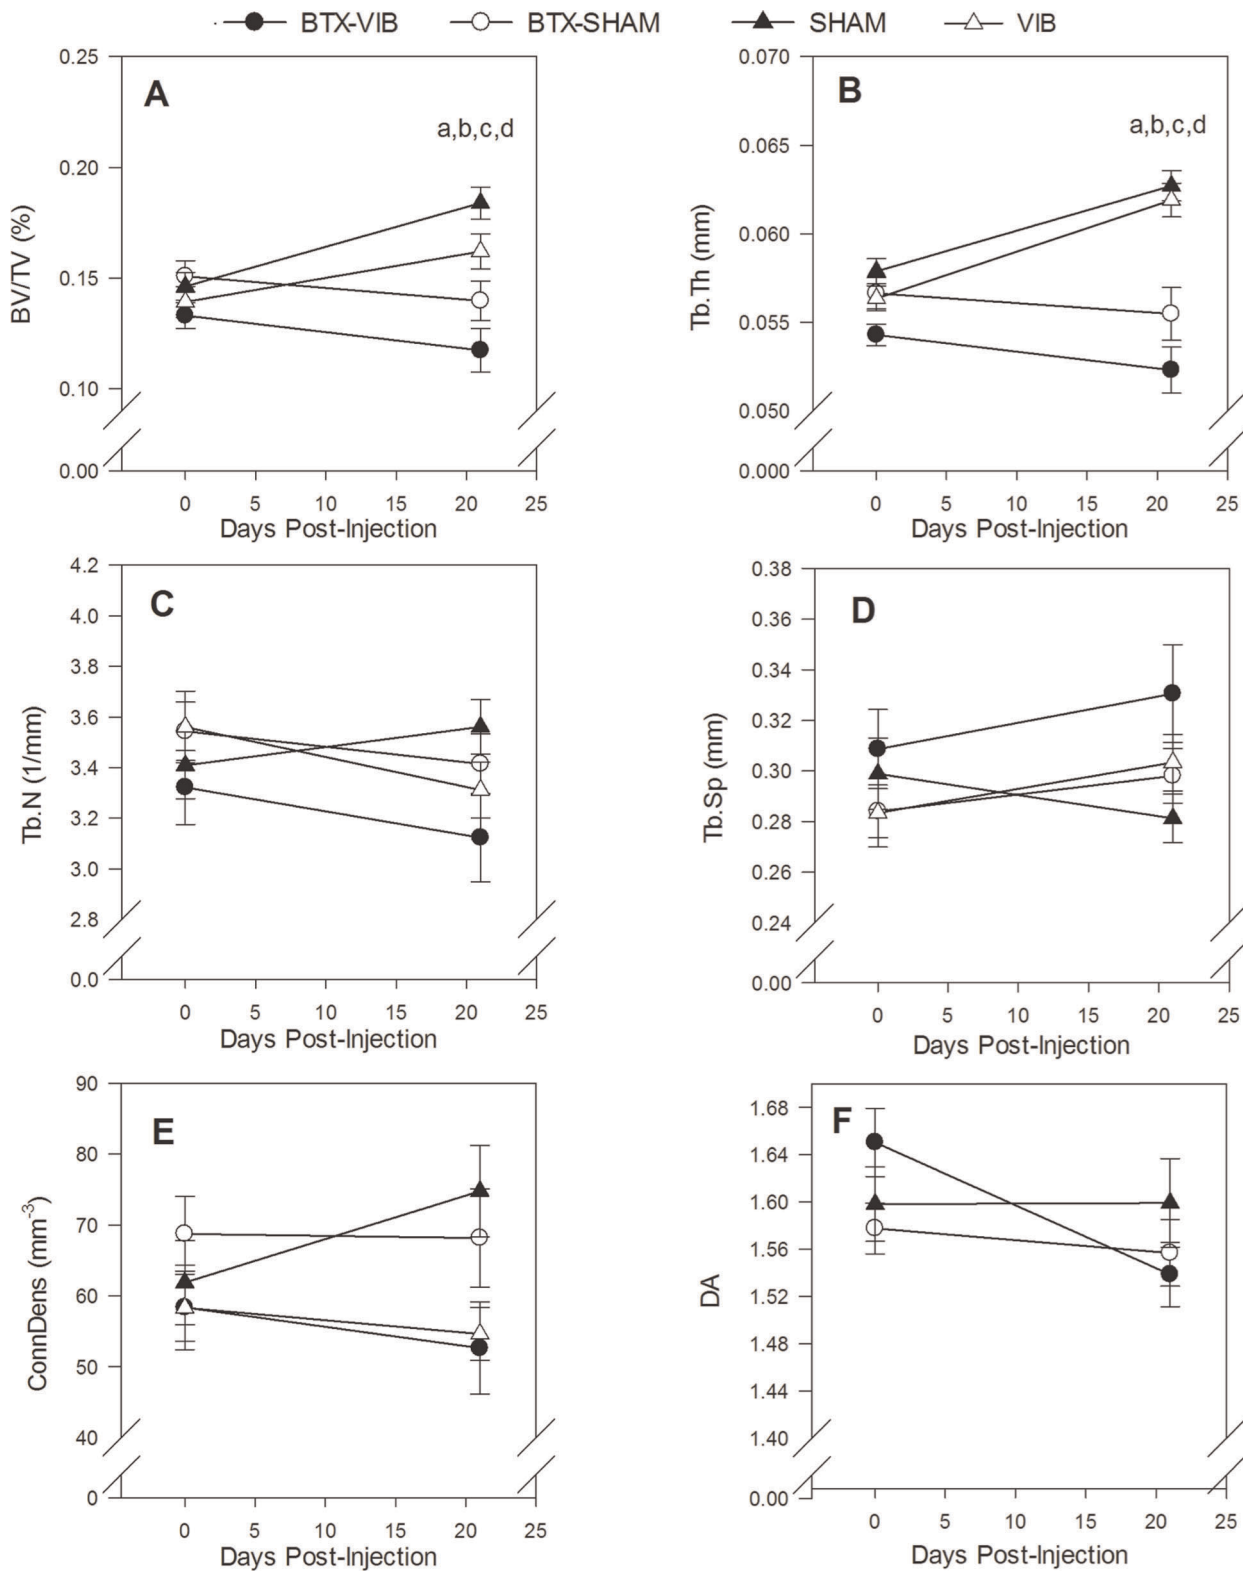 BTX-VIB BTX-SHAM SHAM VIB
A
a,b,c,d
BV/TV (%)
0.25
0.20
0.15
0.10
0.00
0 5 10 15 20 25
Days Post-Injection
B
a,b,c,d
Tb.Th (mm)
0.070
0.065
0.060
0.055
0.050
0.000
0 5 10 15 20 25
Days Post-Injection
C
Tb.N (1/mm)
4.2
4.0
3.8
3.6
3.4
3.2
3.0
2.8
0.0
0 5 10 15 20 25
Days Post-Injection
D
Tb.Sp (mm)
0.38
0.36
0.34
0.32
0.30
0.28
0.26
0.24
0.00
0 5 10 15 20 25
Days Post-Injection
E
ConnDens (mm⁻³)
90
80
70
60
50
40
0
0 5 10 15 20 25
Days Post-Injection
F
DA
1.68
1.64
1.60
1.56
1.52
1.48
1.44
1.40
0.00
0 5 10 15 20 25
Days Post-Injection